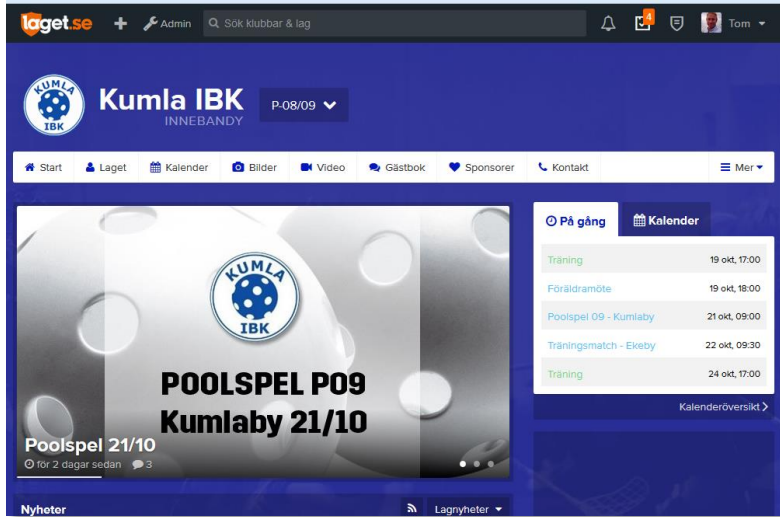 laget.se
Admin
Sök klubbar & lag
4
Tom
KUMLA
IBK
Kumla IBK
INNEBANDY
P-08/09
Start
Laget
Kalender
Bilder
Video
Gästbok
Sponsorer
Kontakt
Mer
KUMLA
IBK
POOLSPEL P09
Kumlaby 21/10
Poolspel 21/10
för 2 dagar sedan 3
På gång
Kalender
Träning 19 okt, 17:00
Föräldramöte 19 okt, 18:00
Poolspel 09 - Kumlaby 21 okt, 09:00
Träningsmatch - Ekeby 22 okt, 09:30
Träning 24 okt, 17:00
Kalenderöversikt
Nyheter
Lagnyheter